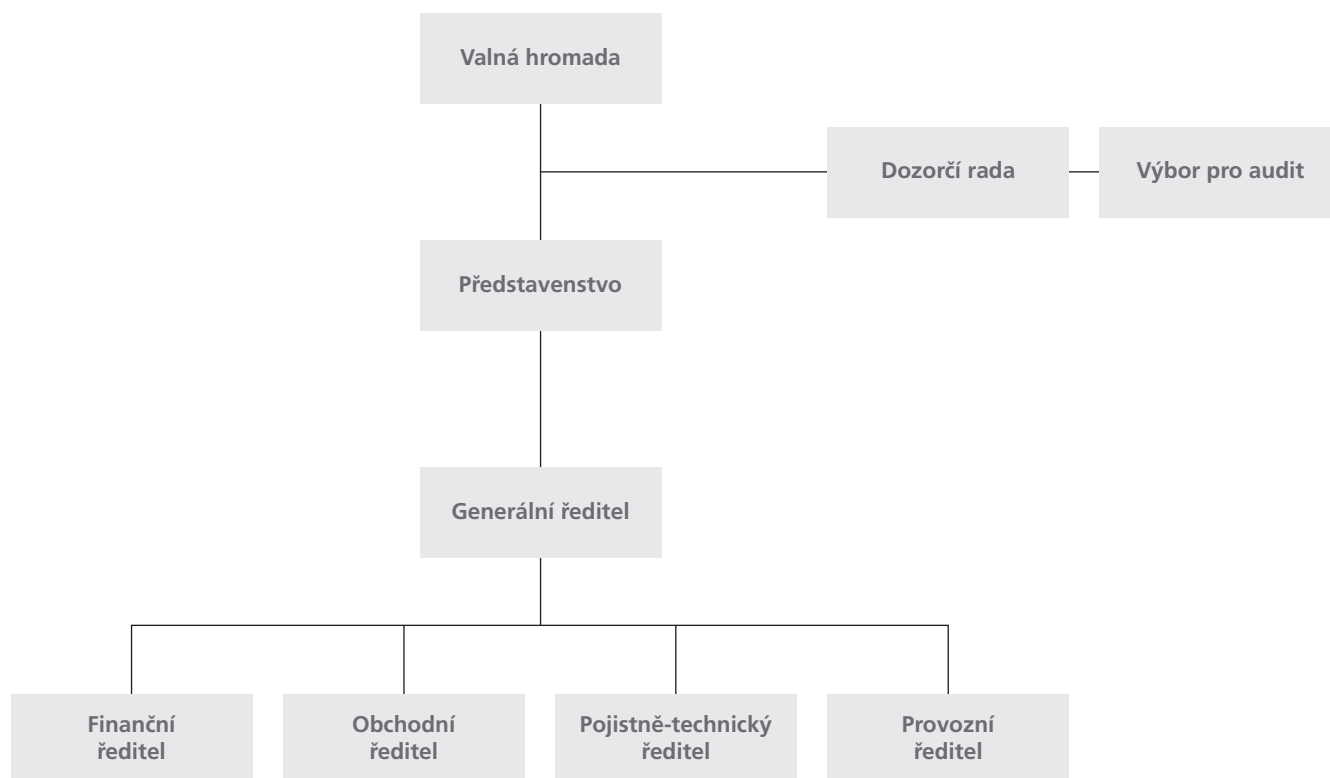 Valná hromada
Dozorčí rada
Výbor pro audit
Představenstvo
Generální ředitel
Finanční
ředitel
Obchodní
ředitel
Pojistně-technický
ředitel
Provozní
ředitel